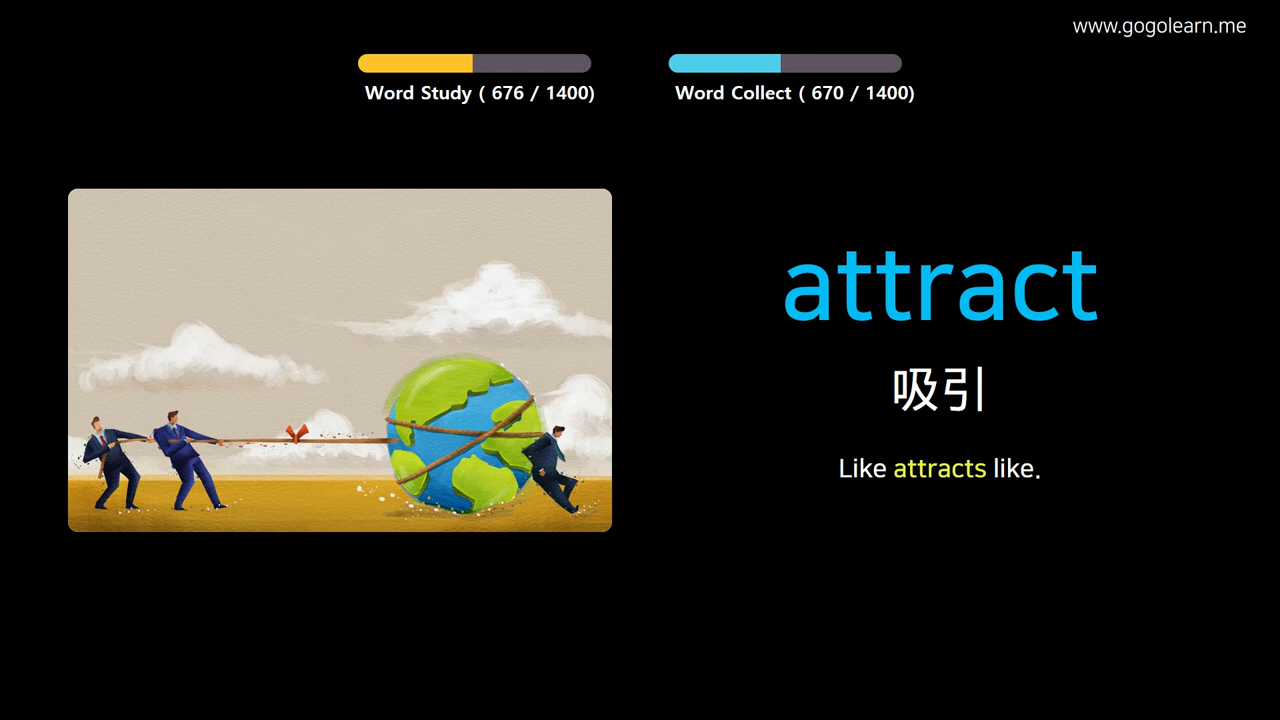 www.gogolearn.me
Word Study ( 676 / 1400)
Word Collect ( 670 / 1400)
attract
吸引
Like attracts like.